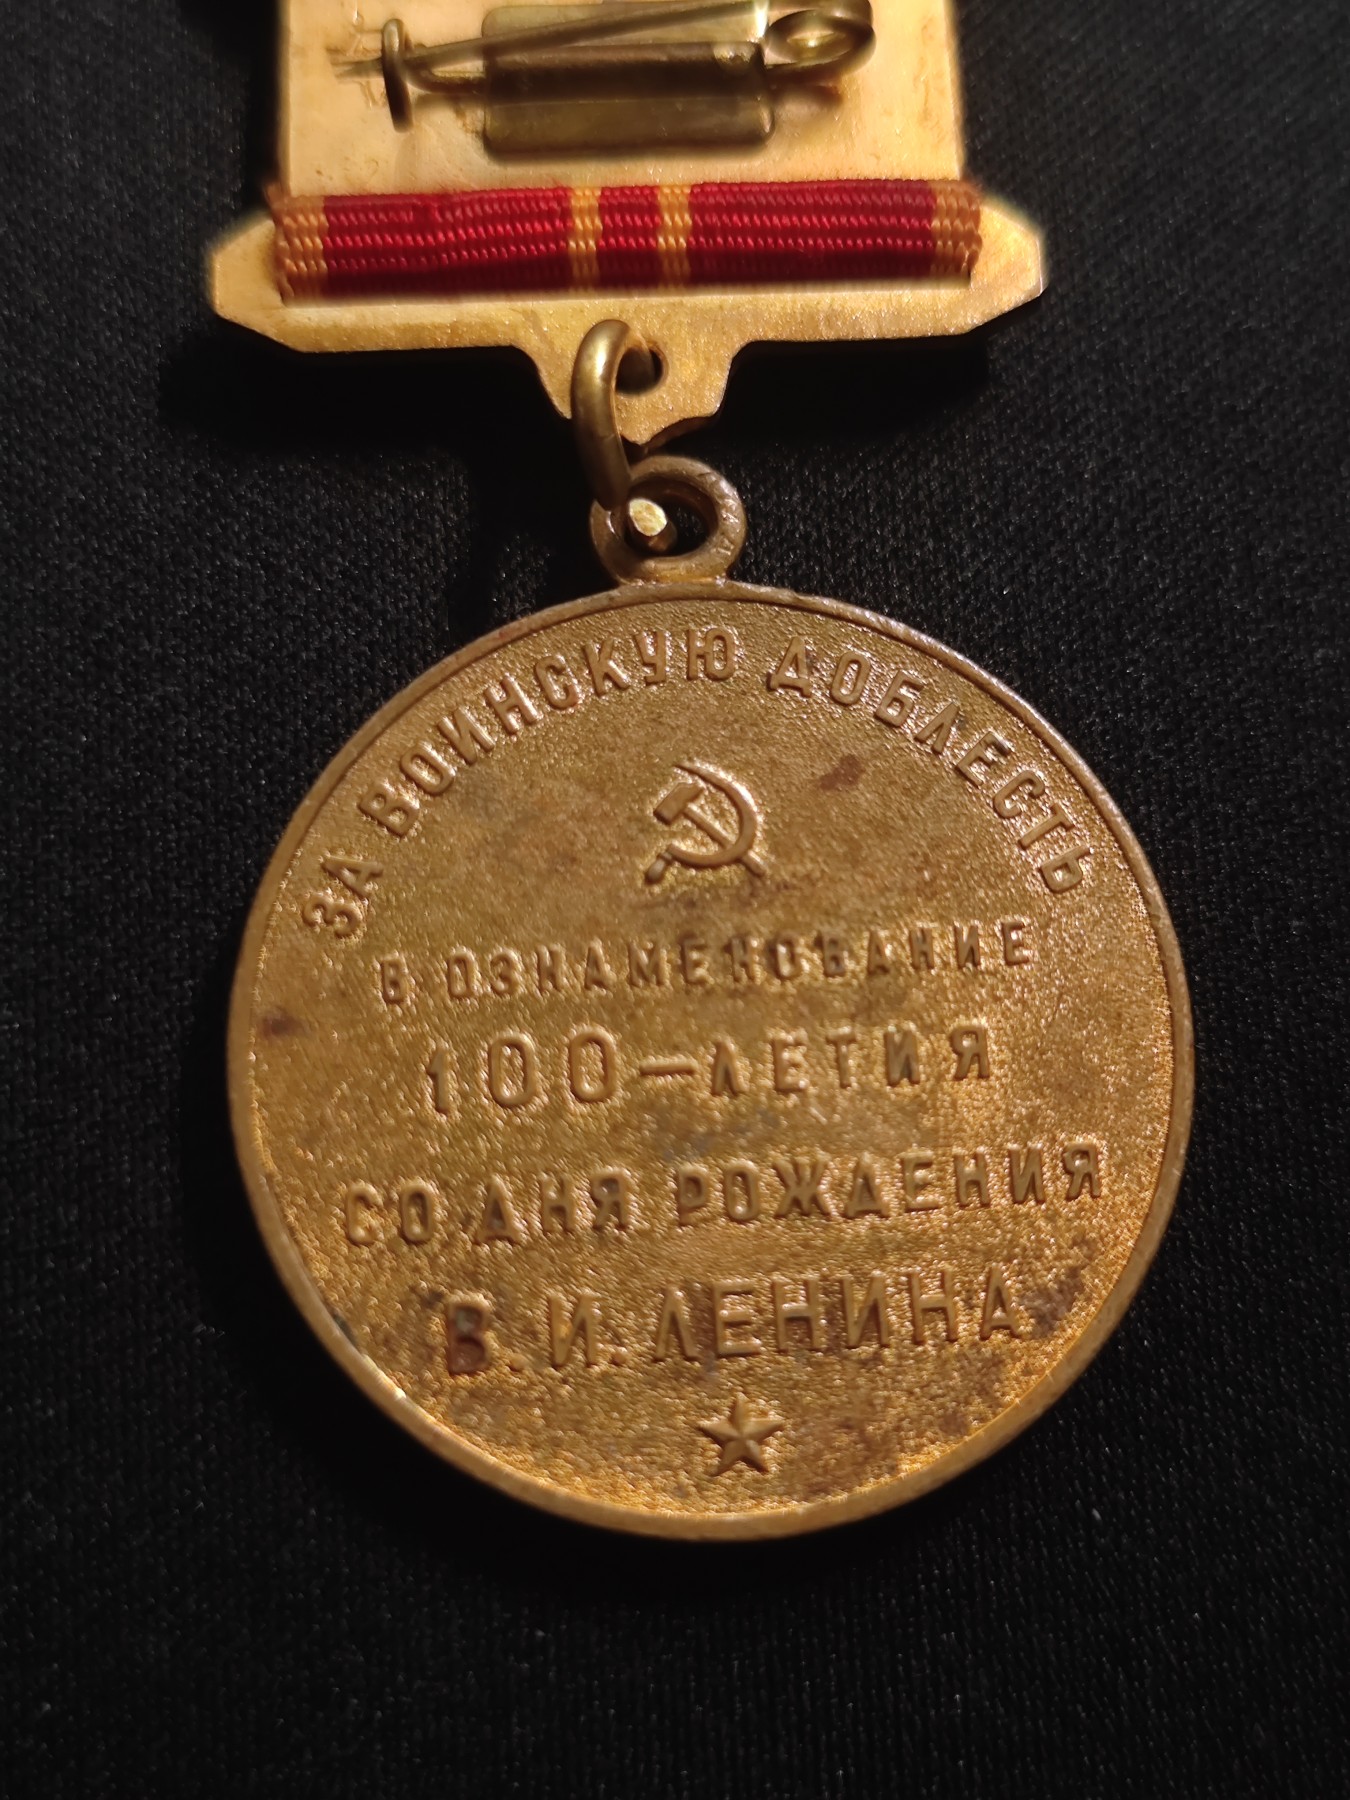 ЗА ВОИНСКУЮ ДОБЛЕСТЬ
В ОЗНАМЕНОВАНИЕ
100-ЛЕТИЯ
СО ДНЯ РОЖДЕНИЯ
В.И.ЛЕНИНА